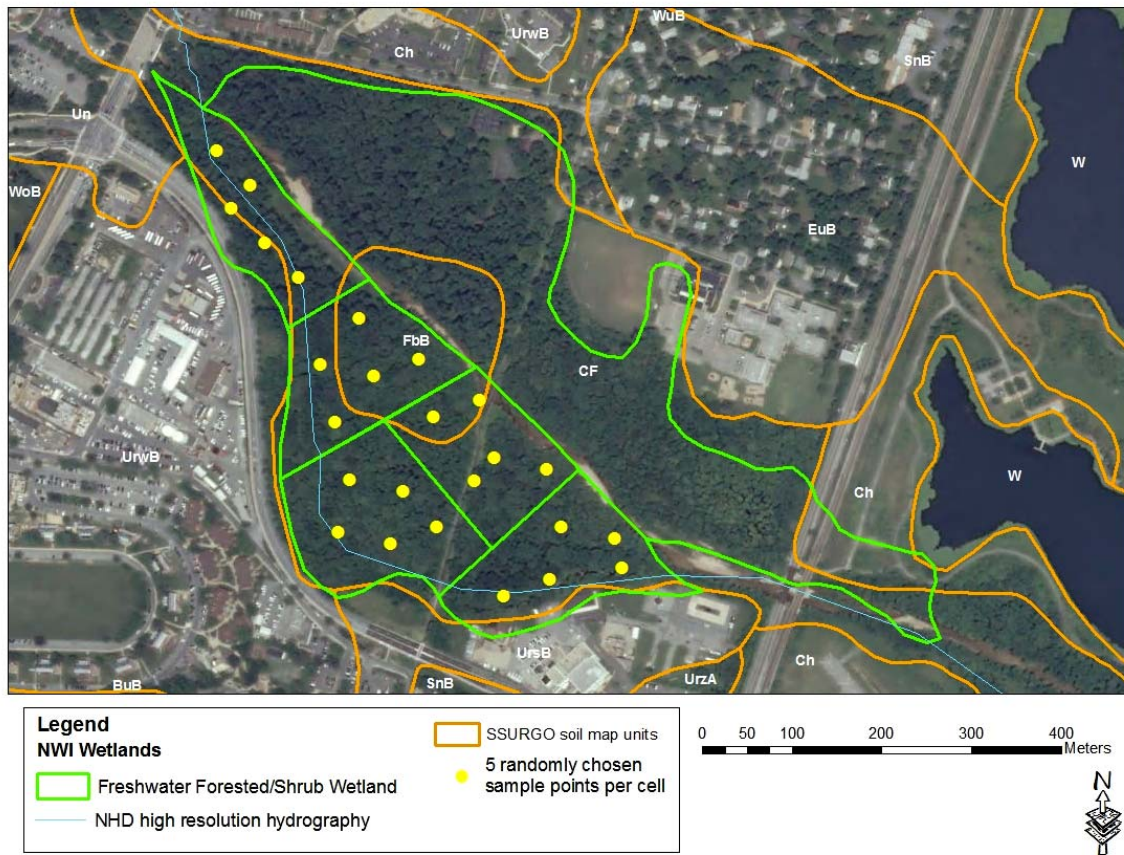 WuB
UrwB
Ch
SnB
Un
W
WoB
EuB
FbB
CF
UrwB
Ch
W
UrsB
Ch
BuB
SnB
UrzA
Legend
NWI Wetlands
Freshwater Forested/Shrub Wetland
NHD high resolution hydrography
SSURGO soil map units
5 randomly chosen
sample points per cell
0 50 100 200 300 400
Meters
N